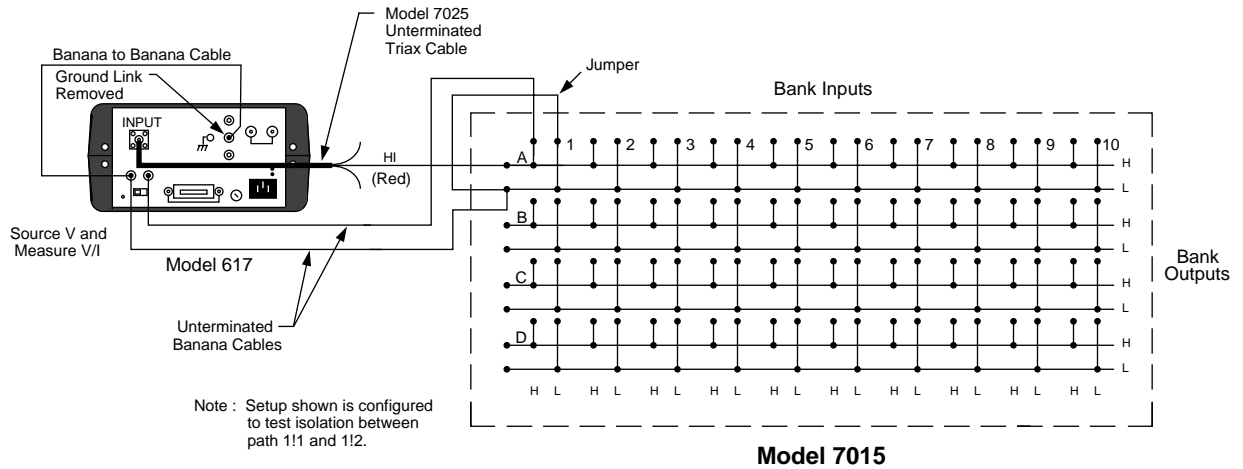 Model 7025
Unterminated
Triax Cable
Banana to Banana Cable
Ground Link
Removed
INPUT
Jumper
Bank Inputs
HI
(Red)
1 2 3 4 5 6 7 8 9 10
A
H
L
B
H
L
C
H
L
D
H
L
H L H L H L H L H L H L H L H L H L H L
Bank
Outputs
Source V and
Measure V/I
Model 617
Unterminated
Banana Cables
Note : Setup shown is configured
to test isolation between
path 1!1 and 1!2.
Model 7015